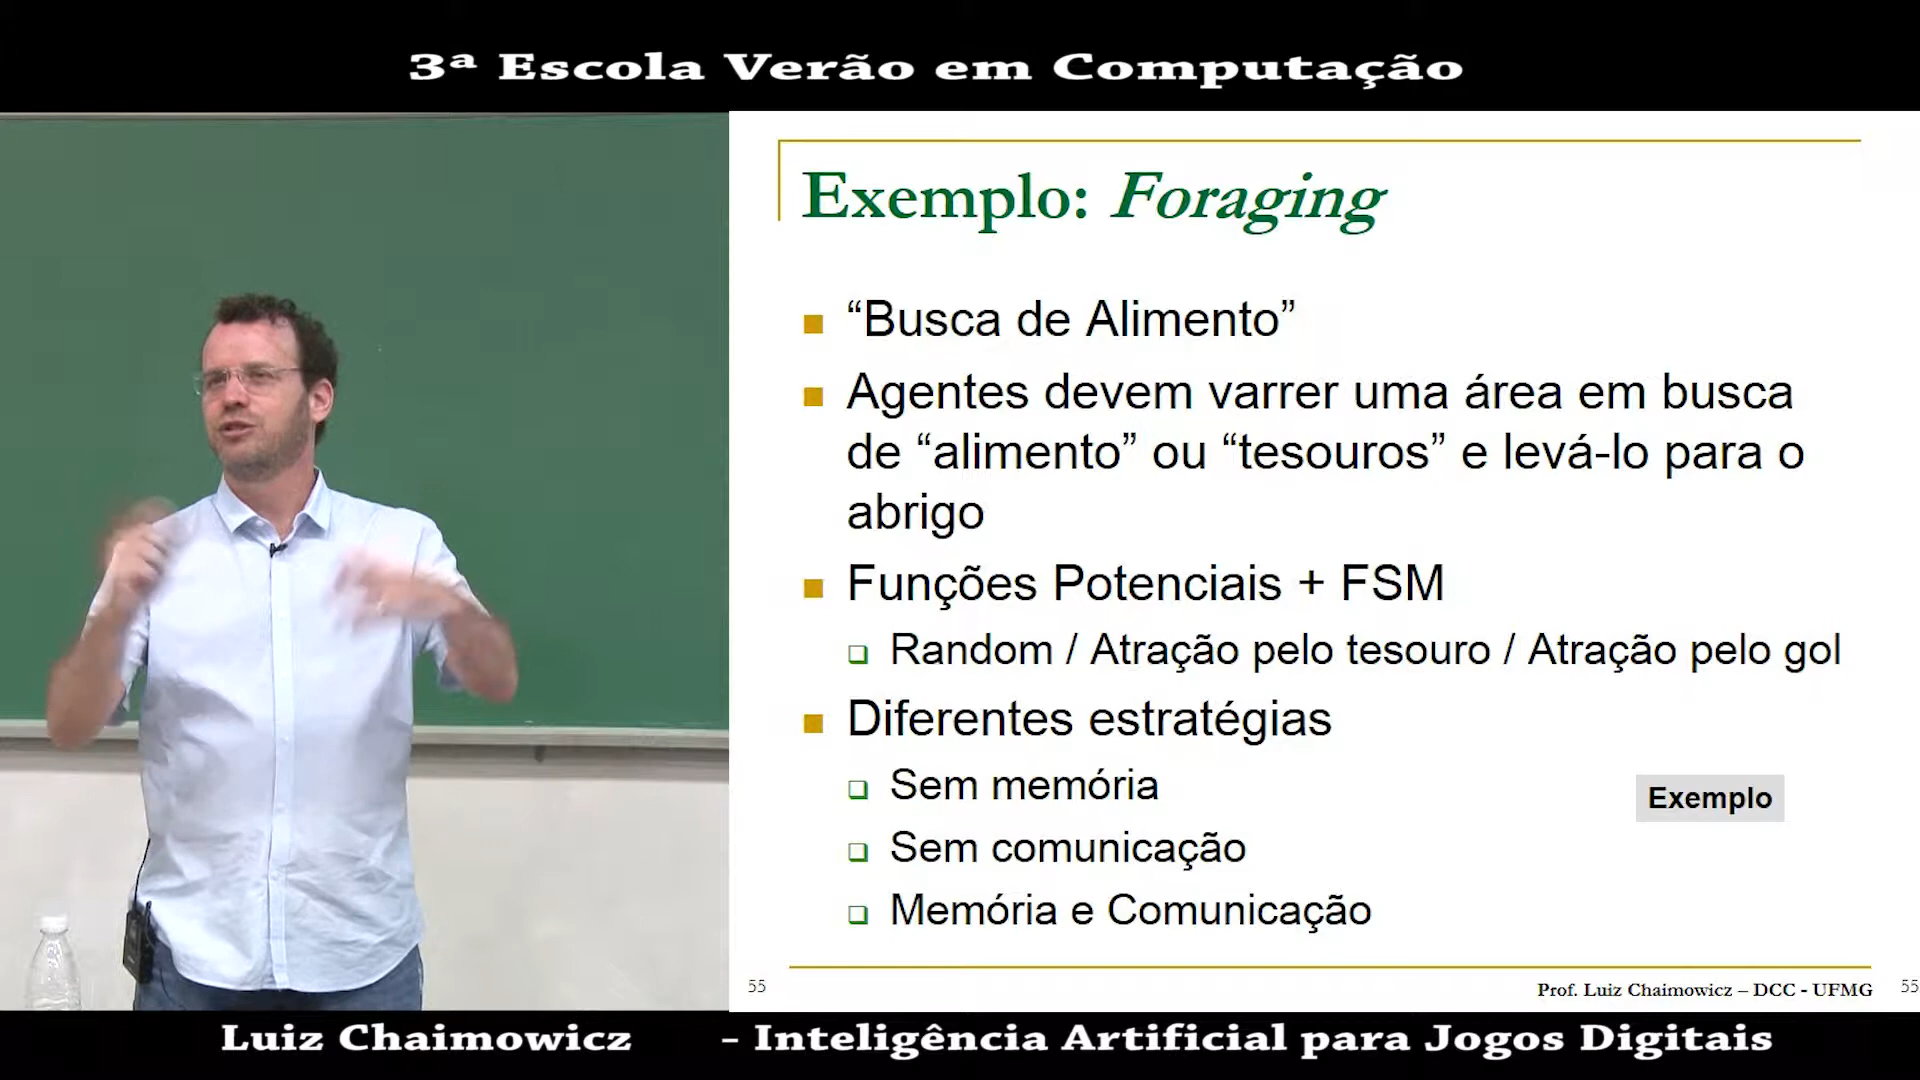 3ª Escola Verão em Computação
Exemplo: Foraging
“Busca de Alimento”
Agentes devem varrer uma área em busca
de “alimento” ou “tesouros” e levá-lo para o
abrigo
Funções Potenciais + FSM
Random / Atração pelo tesouro / Atração pelo gol
Diferentes estratégias
Sem memória
Sem comunicação
Memória e Comunicação
Exemplo
55
Prof. Luiz Chaimowicz – DCC - UFMG
55
Luiz Chaimowicz - Inteligência Artificial para Jogos Digitais